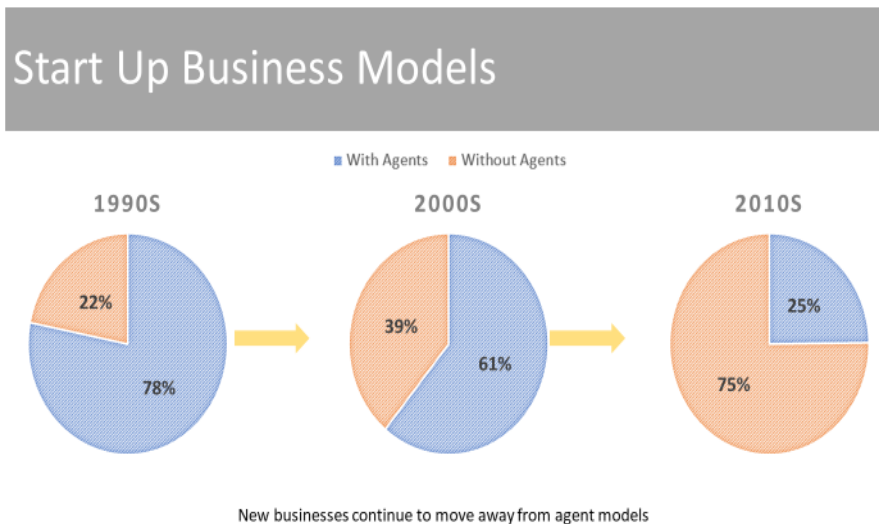 Start Up Business Models
With Agents Without Agents
1990S 2000S 2010S
22% 78%
39% 61%
25% 75%
New businesses continue to move away from agent models